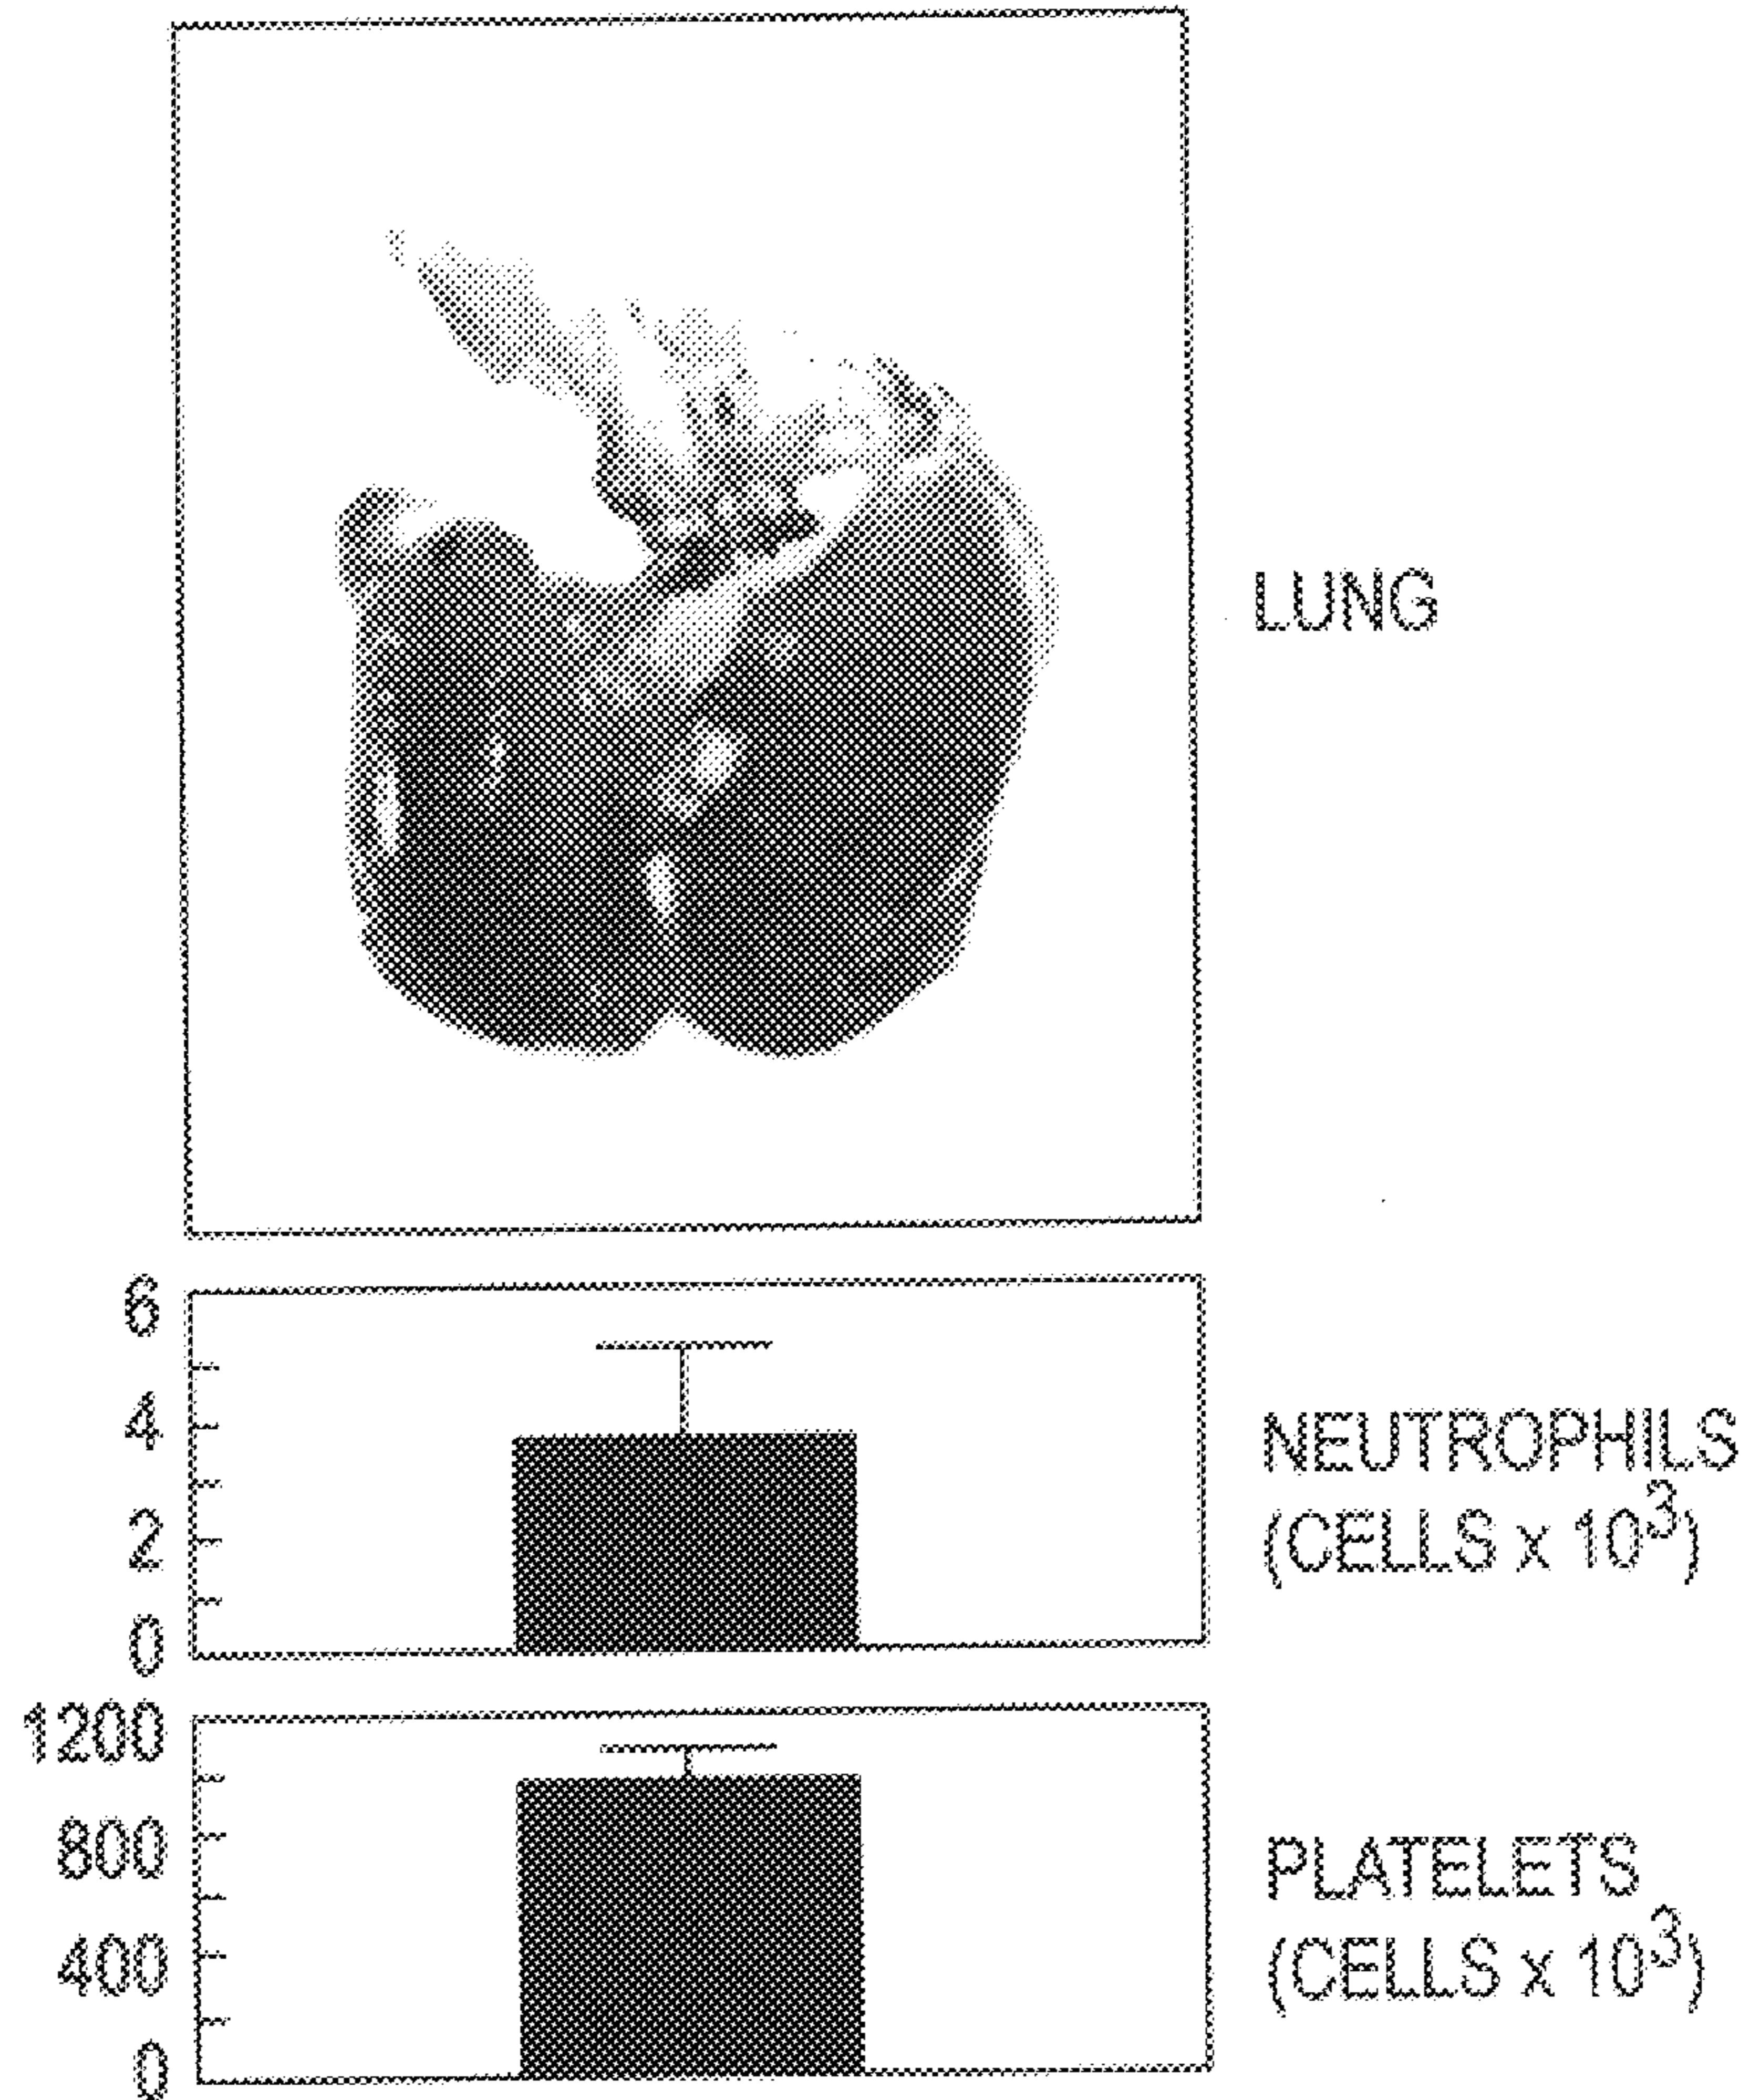 LUNG
6
4
2
0
NEUTROPHILS
(CELLS x 10³)
1200
800
400
0
PLATELETS
(CELLS x 10³)